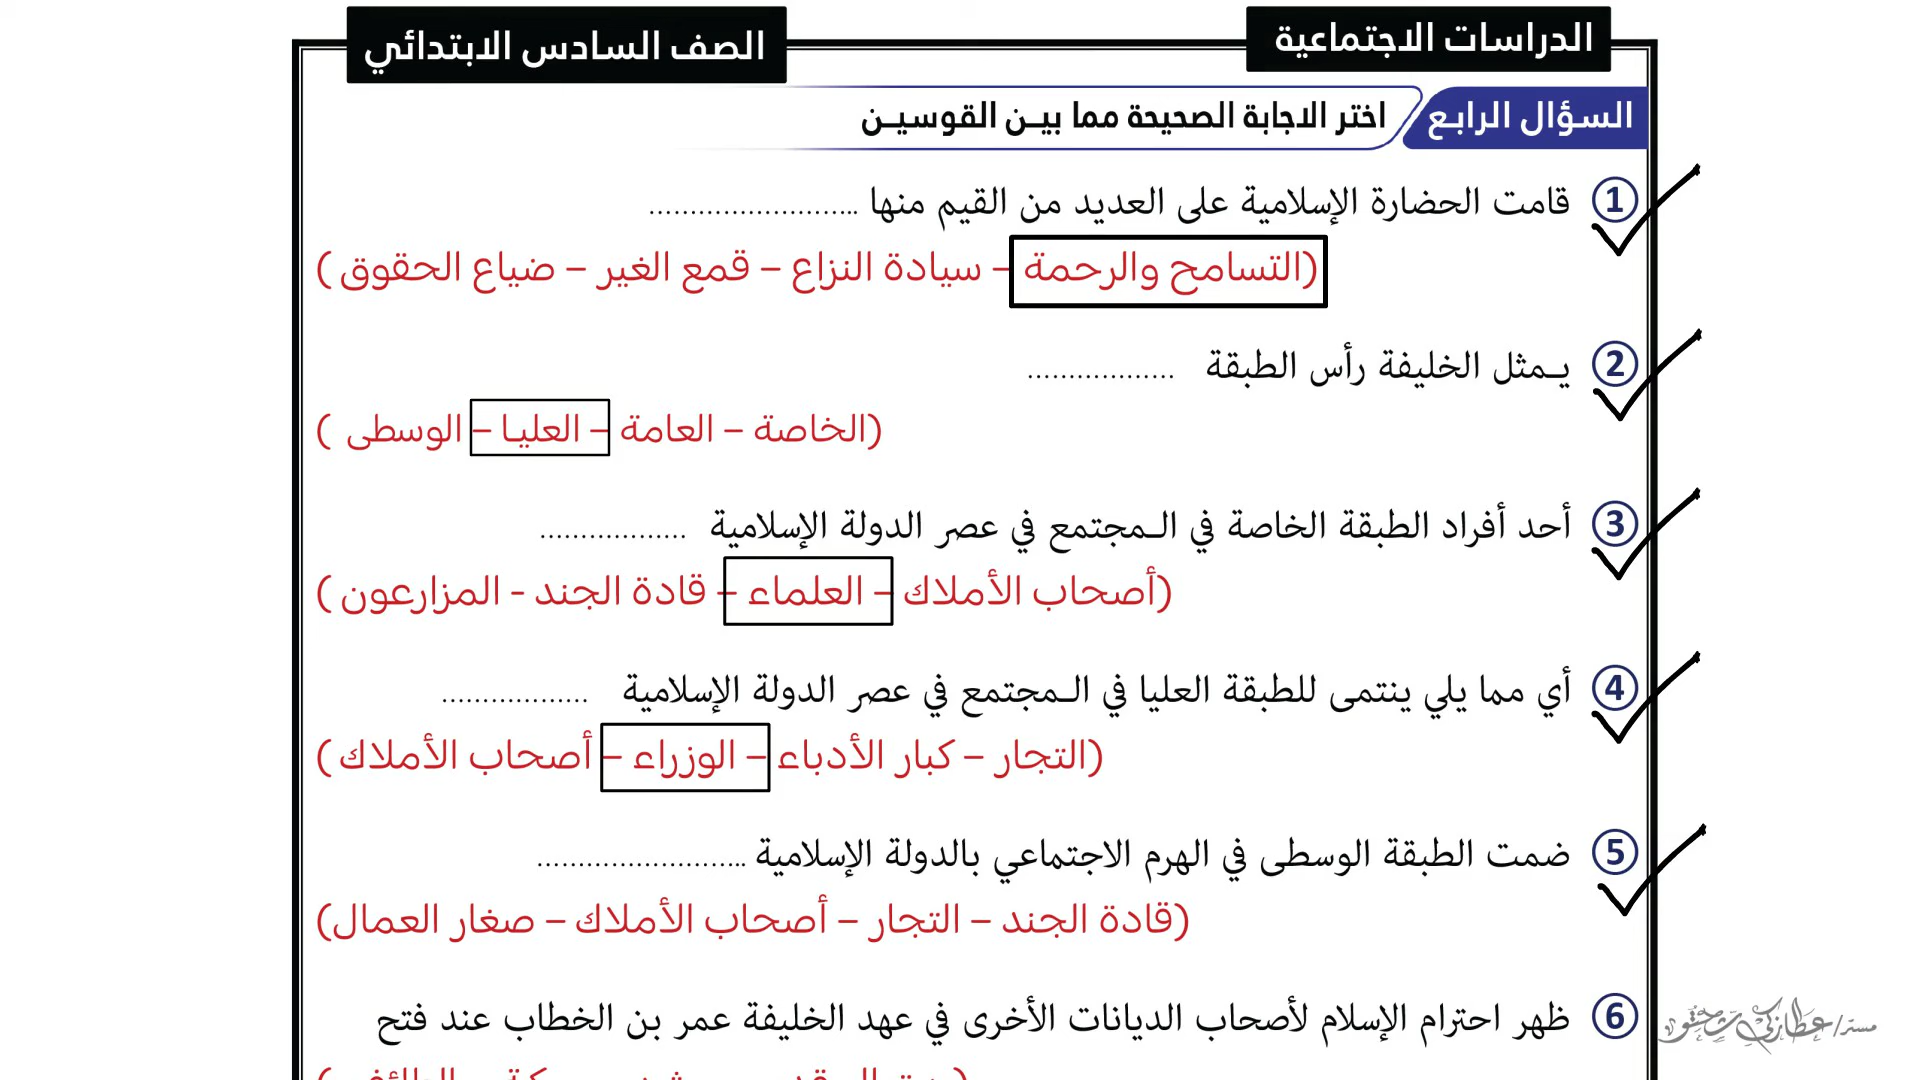 الدراسات الاجتماعية
الصف السادس الابتدائي
السؤال الرابع اختر الاجابة الصحيحة مما بين القوسين
1 قامت الحضارة الإسلامية على العديد من القيم منها .........................
(التسامح والرحمة – سيادة النزاع – قمع الغير – ضياع الحقوق )
2 يمثل الخليفة رأس الطبقة ..................
(الخاصة – العامة – العليا – الوسطى )
3 أحد أفراد الطبقة الخاصة في المجتمع في عصر الدولة الإسلامية ..................
(أصحاب الأملاك – العلماء – قادة الجند - المزارعون )
4 أي مما يلي ينتمى للطبقة العليا في المجتمع في عصر الدولة الإسلامية ..................
(التجار – كبار الأدباء – الوزراء – أصحاب الأملاك )
5 ضمت الطبقة الوسطى في الهرم الاجتماعي بالدولة الإسلامية .........................
(قادة الجند – التجار – أصحاب الأملاك – صغار العمال)
6 ظهر احترام الإسلام لأصحاب الديانات الأخرى في عهد الخليفة عمر بن الخطاب عند فتح
مستر/